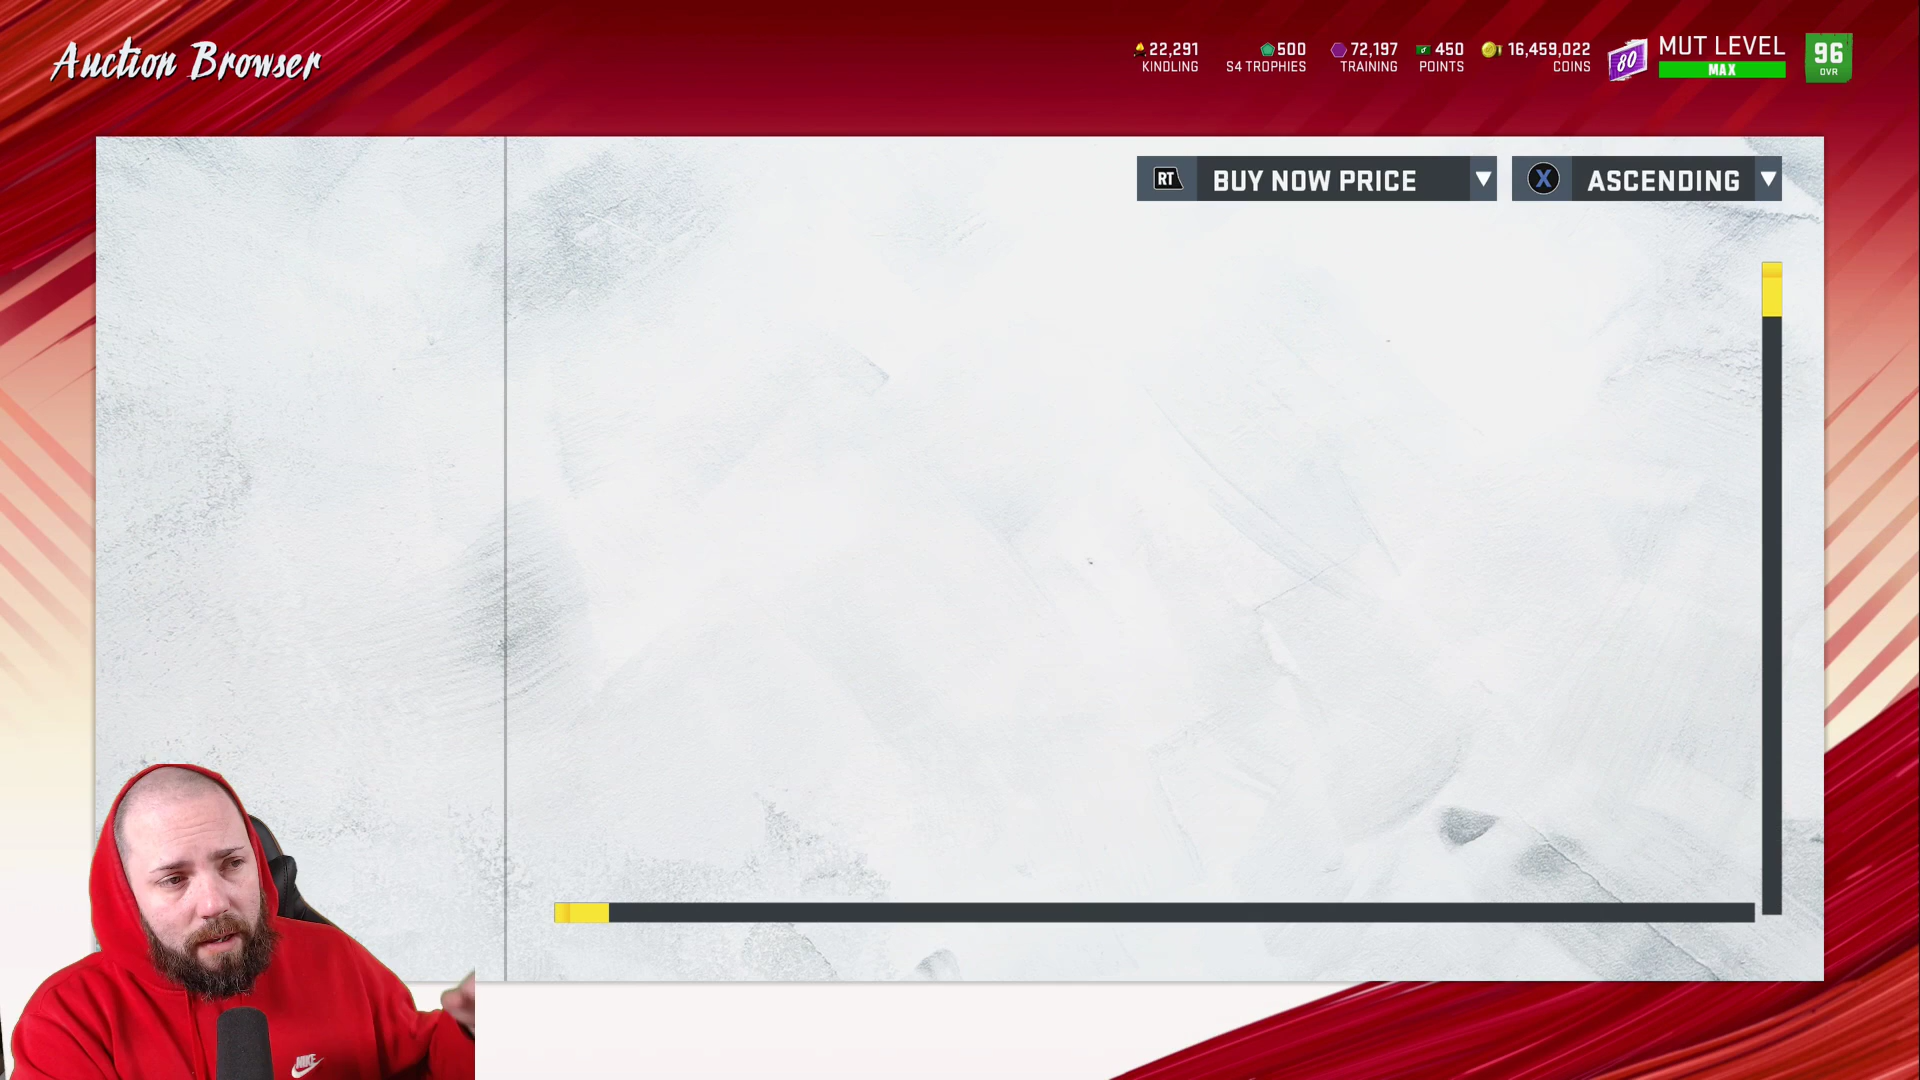 Auction Browser
22,291
KINDLING
500
S4 TROPHIES
72,197
TRAINING
450
POINTS
16,459,022
COINS
80
MUT LEVEL
MAX
96
OVR
RT
BUY NOW PRICE
X
ASCENDING
NIKE